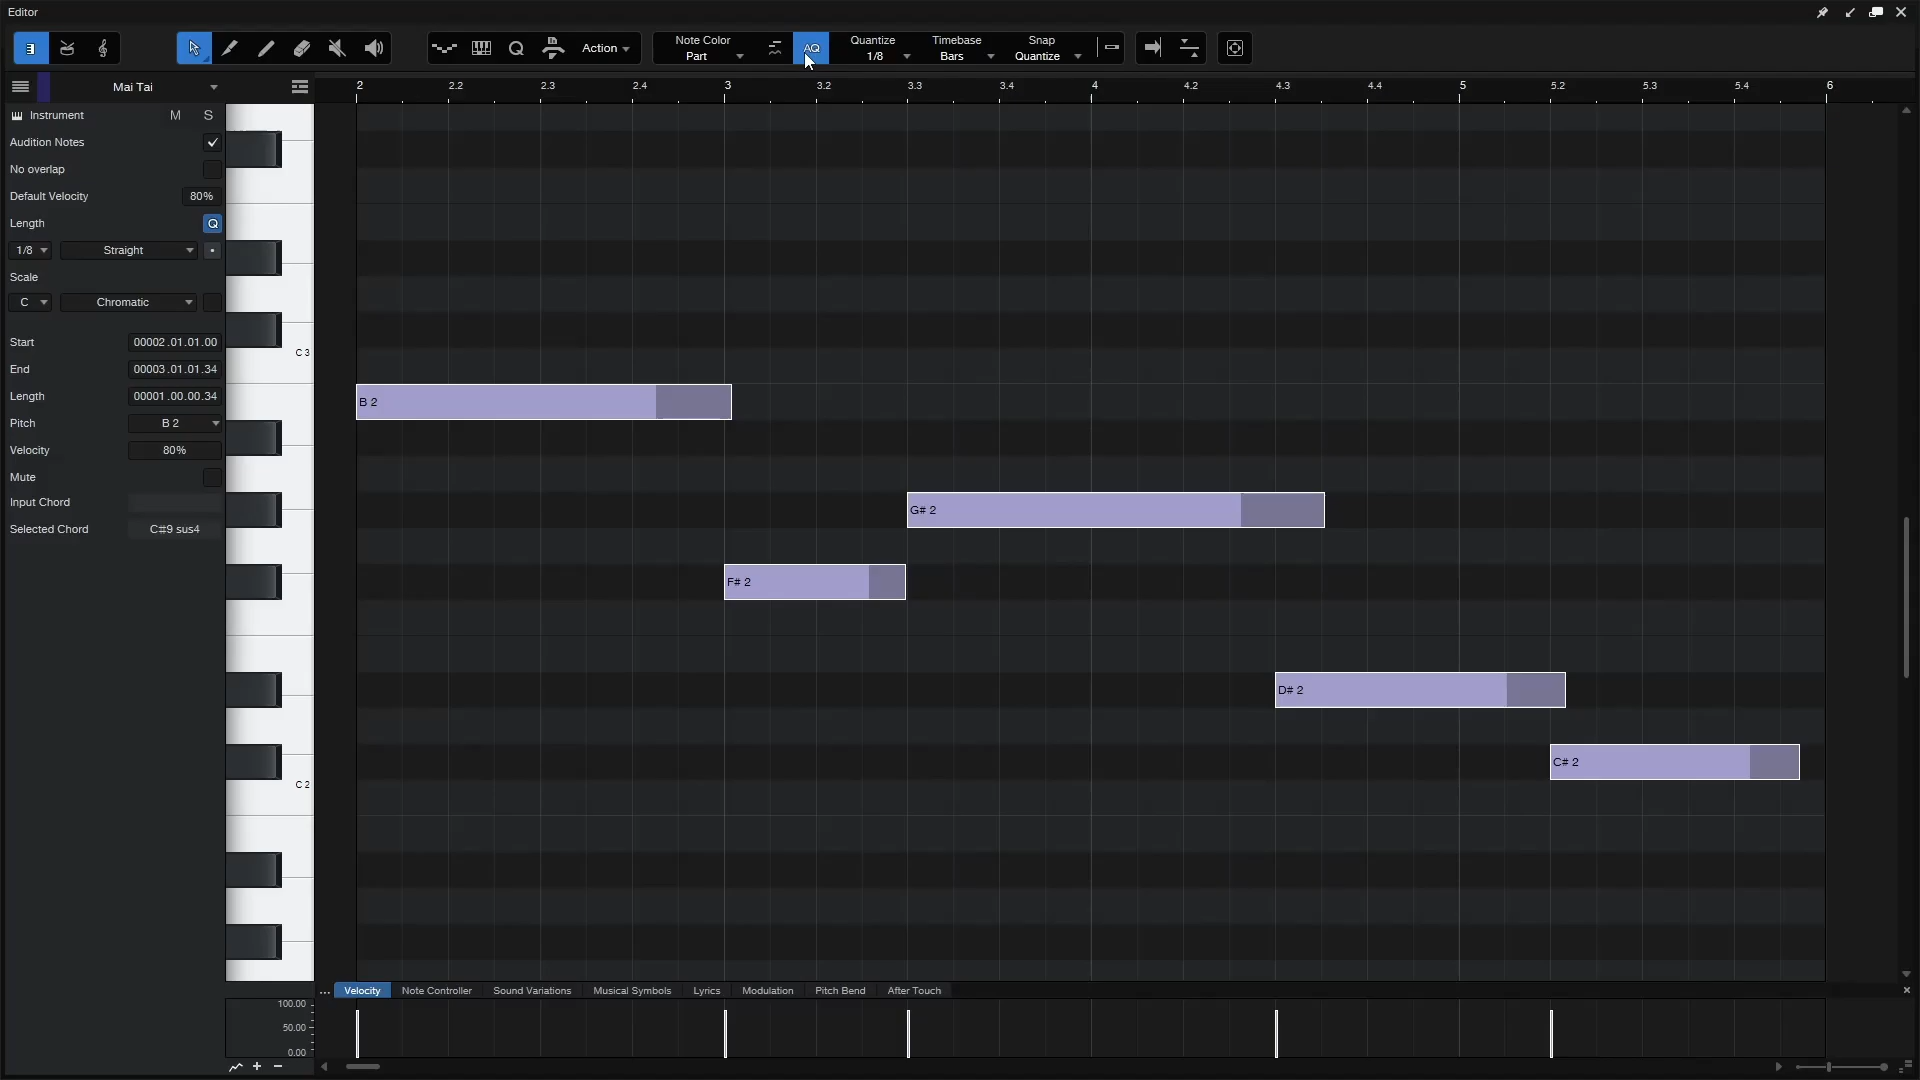 Editor
Action
Note Color
Part
AQ
Quantize
1/8
Timebase
Bars
Snap
Quantize
Mai Tai
2 2.2 2.3 2.4 3 3.2 3.3 3.4 4 4.2 4.3 4.4 5 5.2 5.3 5.4 6
Instrument M S
Audition Notes
No overlap
Default Velocity 80%
Length Q
1/8 Straight
Scale
C Chromatic
Start 00002.01.01.00
End 00003.01.01.34
Length 00001.00.00.34
Pitch B 2
Velocity 80%
Mute
Input Chord
Selected Chord C#9 sus4
C 3
B 2
G# 2
F# 2
D# 2
C# 2
C 2
... Velocity Note Controller Sound Variations Musical Symbols Lyrics Modulation Pitch Bend After Touch
100.00
50.00
0.00